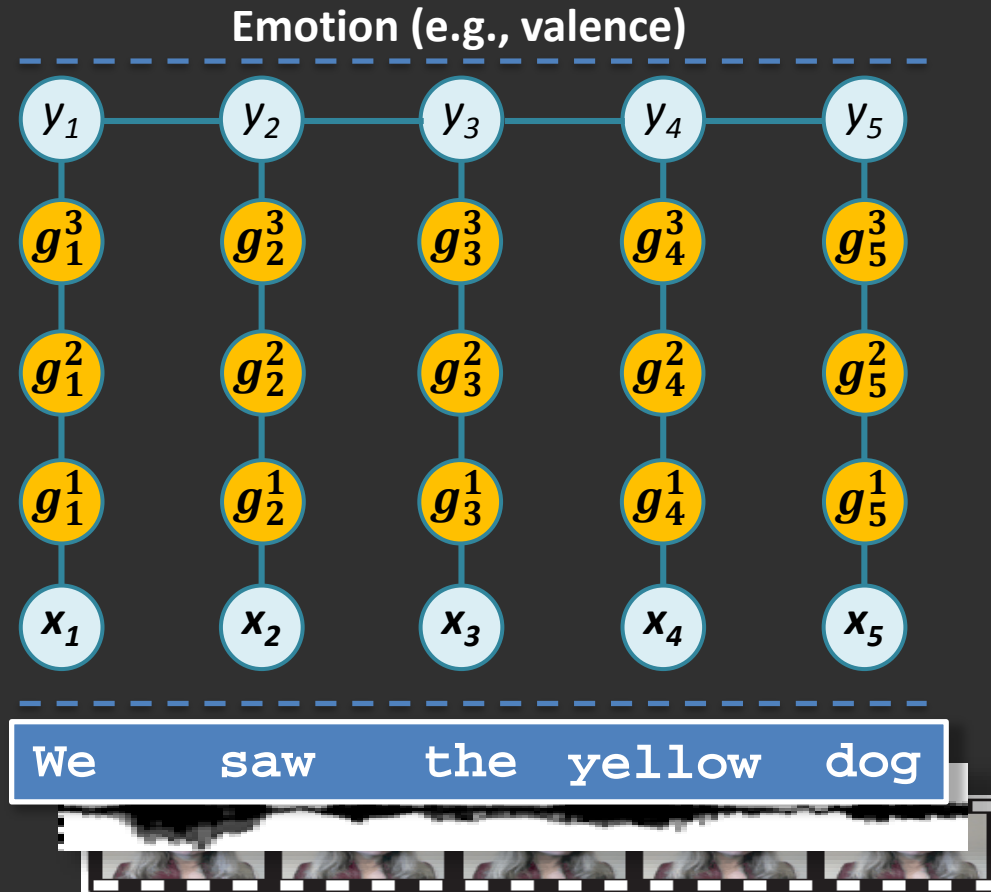 Emotion (e.g., valence)
y₁ y₂ y₃ y₄ y₅
g₁³ g₂³ g₃³ g₄³ g₅³
g₁² g₂² g₃² g₄² g₅²
g₁¹ g₂¹ g₃¹ g₄¹ g₅¹
x₁ x₂ x₃ x₄ x₅
We saw the yellow dog